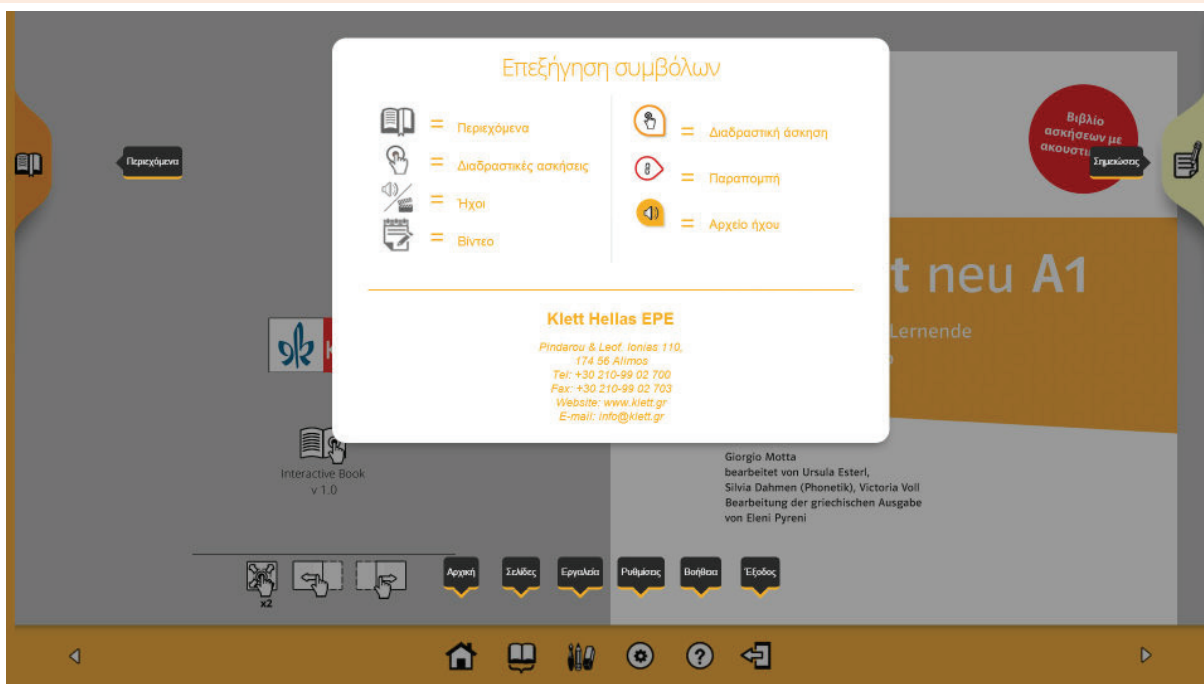 Επεξήγηση συμβόλων
= Περιεχόμενα
= Διαδραστικές ασκήσεις
= Ήχοι
= Βίντεο
= Διαδραστική άσκηση
= Παραπομπή
= Αρχείο ήχου
Klett Hellas EPE
Pindarou & Leof. Ionias 110,
174 56 Alimos
Tel: +30 210-99 02 700
Fax: +30 210-99 02 703
Website: www.klett.gr
E-mail: info@klett.gr
Περιεχόμενα
Βιβλίο
ασκήσεων με
Σημειώσεις
neu A1
Lernende
Interactive Book
v 1.0
Giorgio Motta
bearbeitet von Ursula Esterl,
Silvia Dahmen (Phonetik), Victoria Voll
Bearbeitung der griechischen Ausgabe
von Eleni Pyreni
x2
Αρχική
Σελίδες
Εργαλεία
Ρυθμίσεις
Βοήθεια
Έξοδος